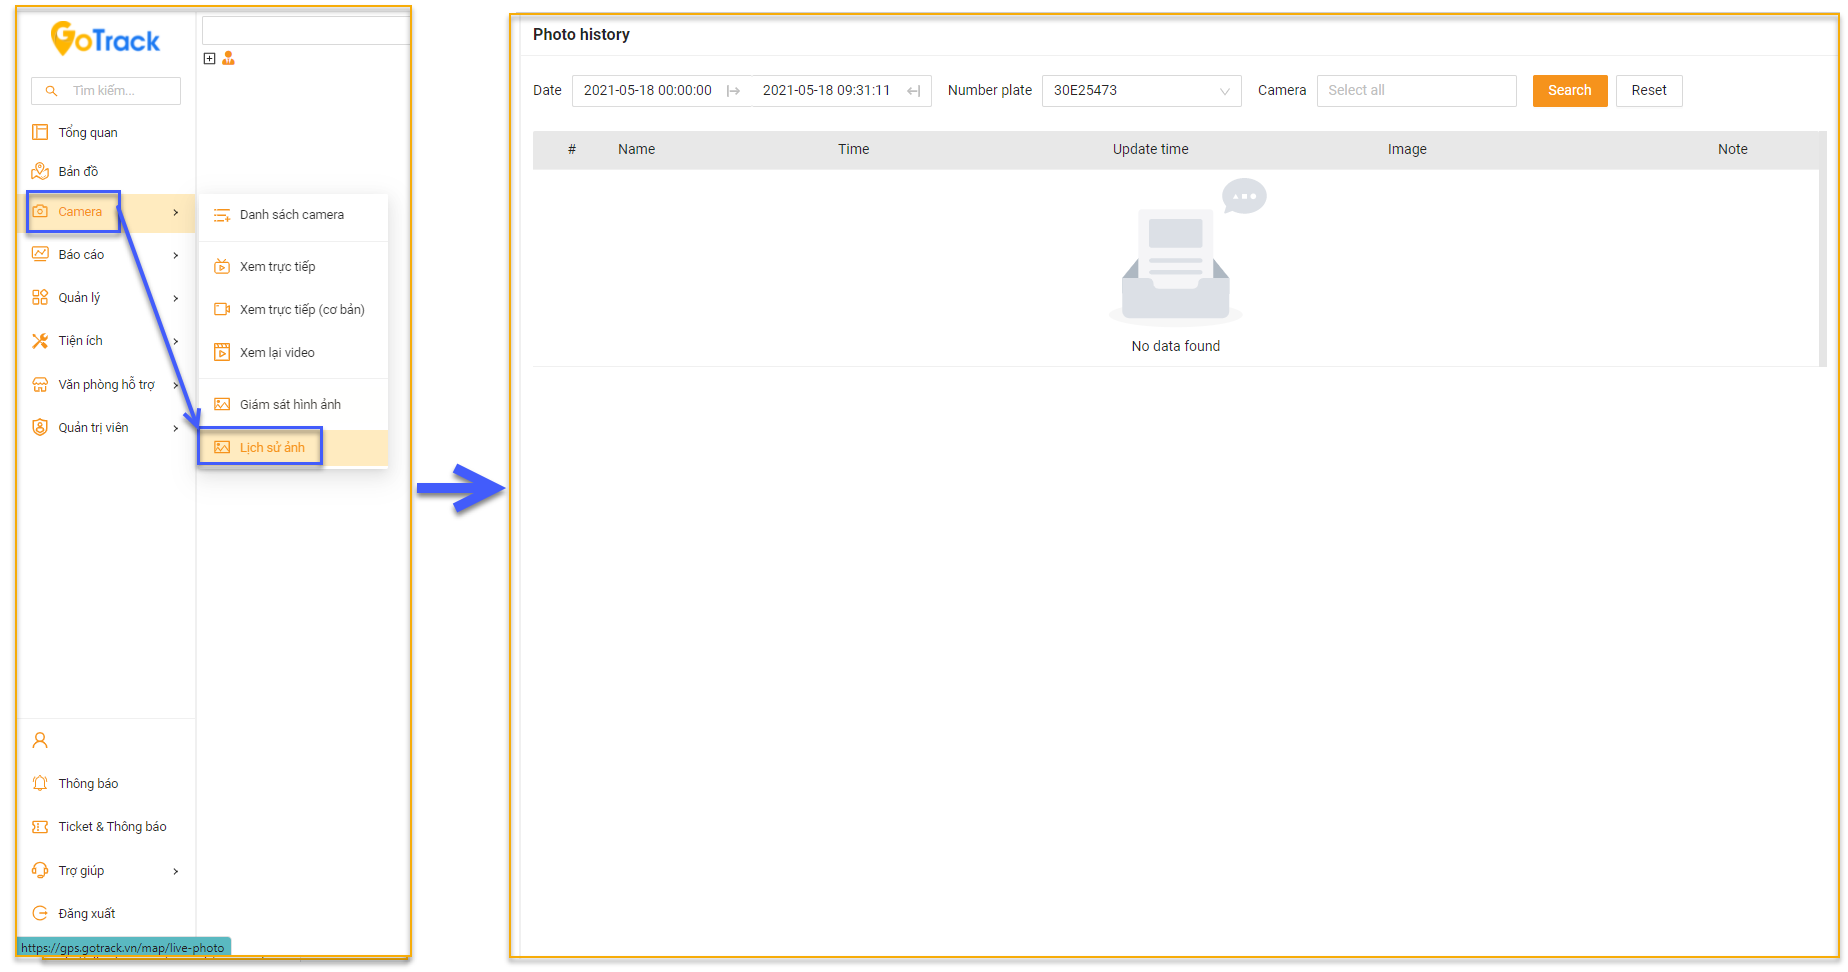 GoTrack
Tìm kiếm...
Tổng quan
Bản đồ
Camera
Báo cáo
Quản lý
Tiện ích
Văn phòng hỗ trợ
Quản trị viên
Danh sách camera
Xem trực tiếp
Xem trực tiếp (cơ bản)
Xem lại video
Giám sát hình ảnh
Lịch sử ảnh
Thông báo
Ticket & Thông báo
Trợ giúp
Đăng xuất
https://gps.gotrack.vn/map/live-photo
Photo history
Date 2021-05-18 00:00:00 2021-05-18 09:31:11 Number plate 30E25473 Camera Select all Search Reset
# Name Time Update time Image Note
No data found